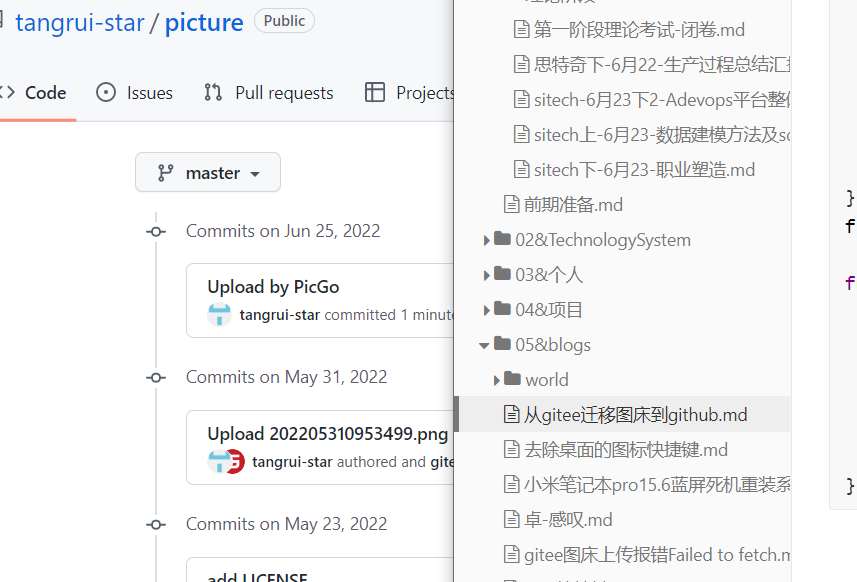 tangrui-star / picture Public
Code Issues Pull requests Projects
master
Commits on Jun 25, 2022
Upload by PicGo
tangrui-star committed 1 minute
Commits on May 31, 2022
Upload 202205310953499.png
tangrui-star authored and gite
Commits on May 23, 2022
add LICENSE
第一阶段理论考试-闭卷.md
思特奇下-6月22-生产过程总结汇
sitech-6月23下2-Adevops平台整
sitech上-6月23-数据建模方法及sq
sitech下-6月23-职业塑造.md
前期准备.md
02&TechnologySystem
03&个人
04&项目
05&blogs
world
从gitee迁移图床到github.md
去除桌面的图标快捷键.md
小米笔记本pro15.6蓝屏死机重装系
卓-感叹.md
gitee图床上传报错Failed to fetch.m
}
f
f
}